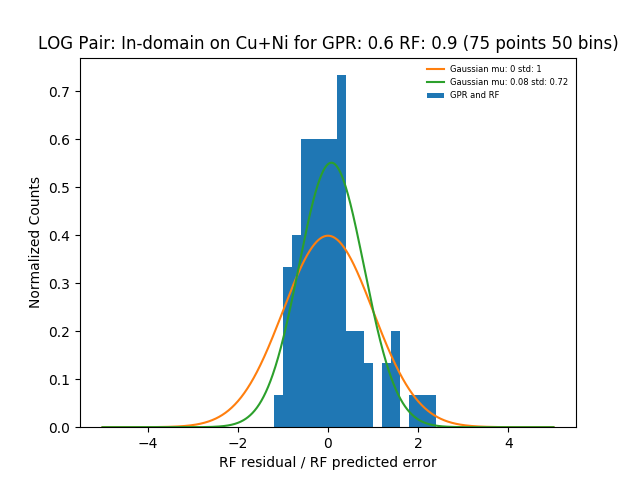 LOG Pair: In-domain on Cu+Ni for GPR: 0.6 RF: 0.9 (75 points 50 bins)
Gaussian mu: 0 std: 1
Gaussian mu: 0.08 std: 0.72
GPR and RF
Normalized Counts
0.7
0.6
0.5
0.4
0.3
0.2
0.1
0.0
−4 −2 0 2 4
RF residual / RF predicted error